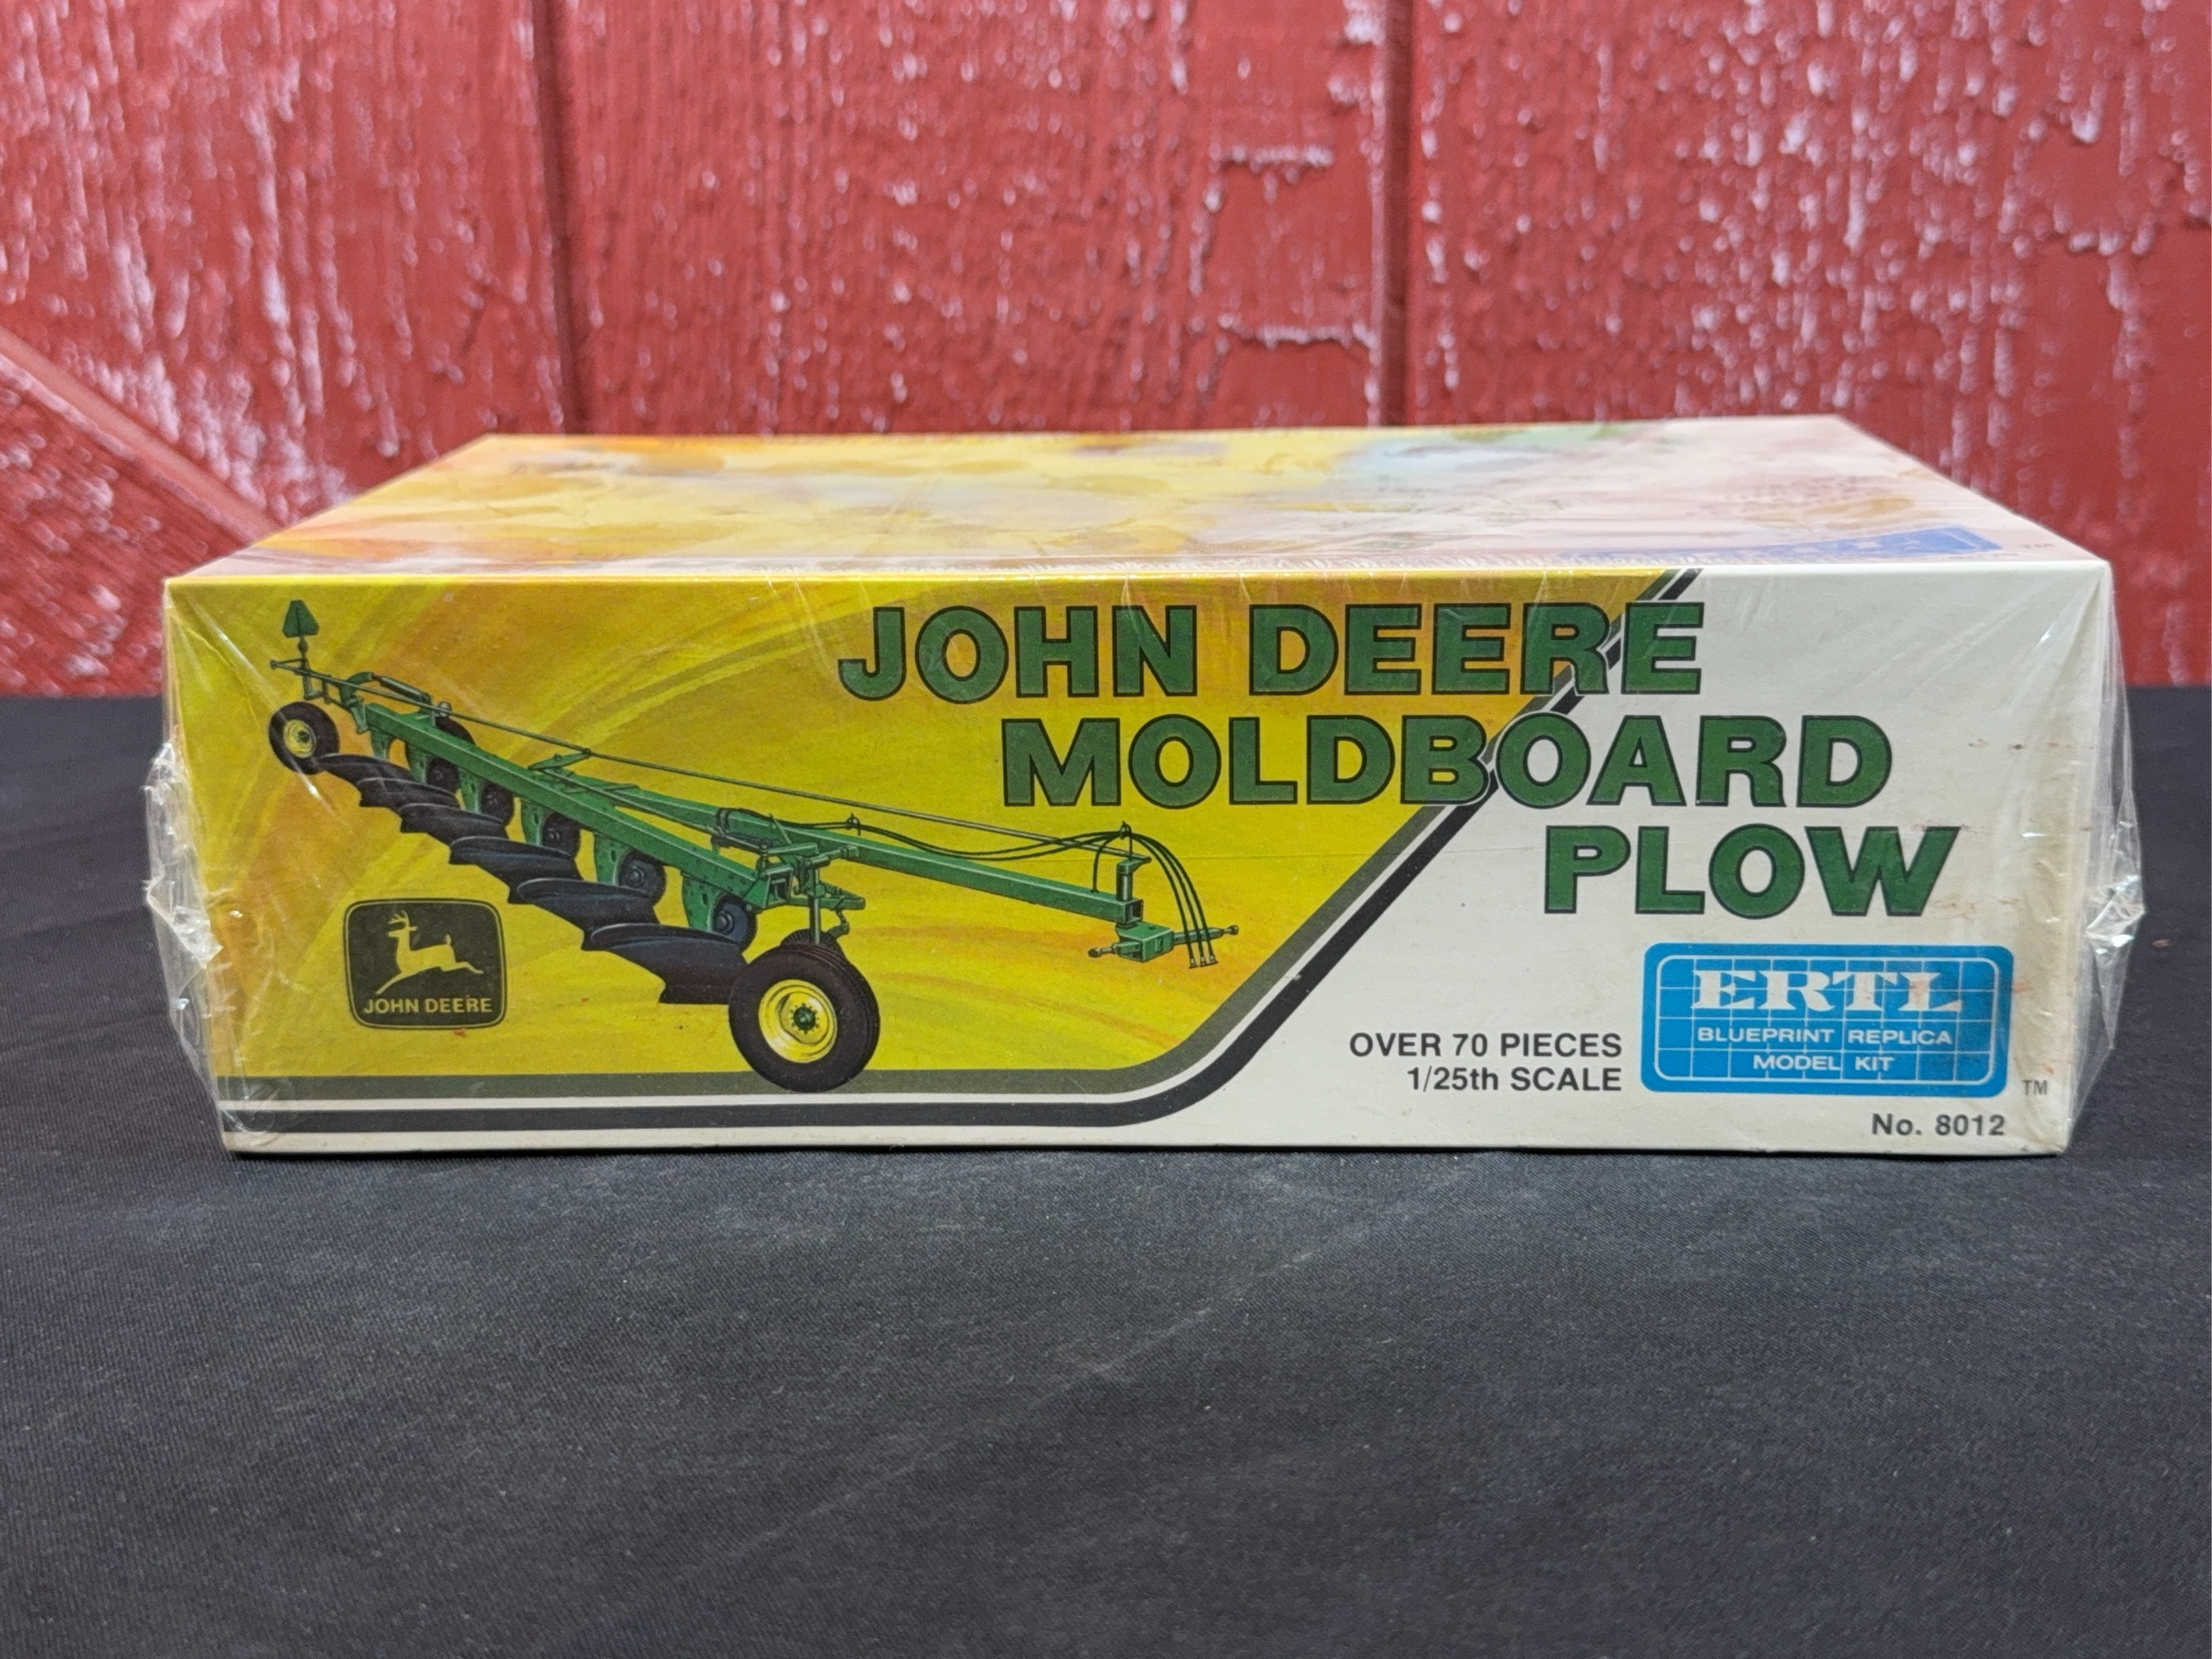 JOHN DEERE
MOLDBOARD
PLOW
JOHN DEERE
OVER 70 PIECES
1/25th SCALE
ERTL
BLUEPRINT REPLICA
MODEL KIT
TM
No. 8012